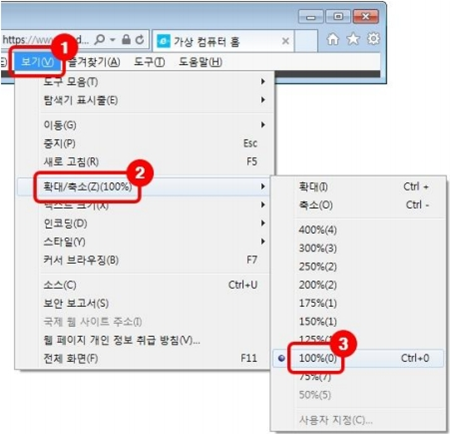 https://www. d...
가상 컴퓨터 홈
1
보기(V) 즐겨찾기(A) 도구(T) 도움말(H)
도구 모음(T)
탐색기 표시줄(E)
이동(G)
중지(P) Esc
새로 고침(R) F5
2
확대/축소(Z)(100%)
텍스트 크기(X)
인코딩(D)
스타일(Y)
커서 브라우징(B) F7
소스(C) Ctrl+U
보안 보고서(S)
국제 웹 사이트 주소(I)
웹 페이지 개인 정보 취급 방침(V)...
전체 화면(F) F11
확대(I) Ctrl +
축소(O) Ctrl -
400%(4)
300%(3)
250%(2)
200%(2)
175%(1)
150%(1)
125%(1
3
100%(0) Ctrl+0
75%(7)
50%(5)
사용자 지정(C)...